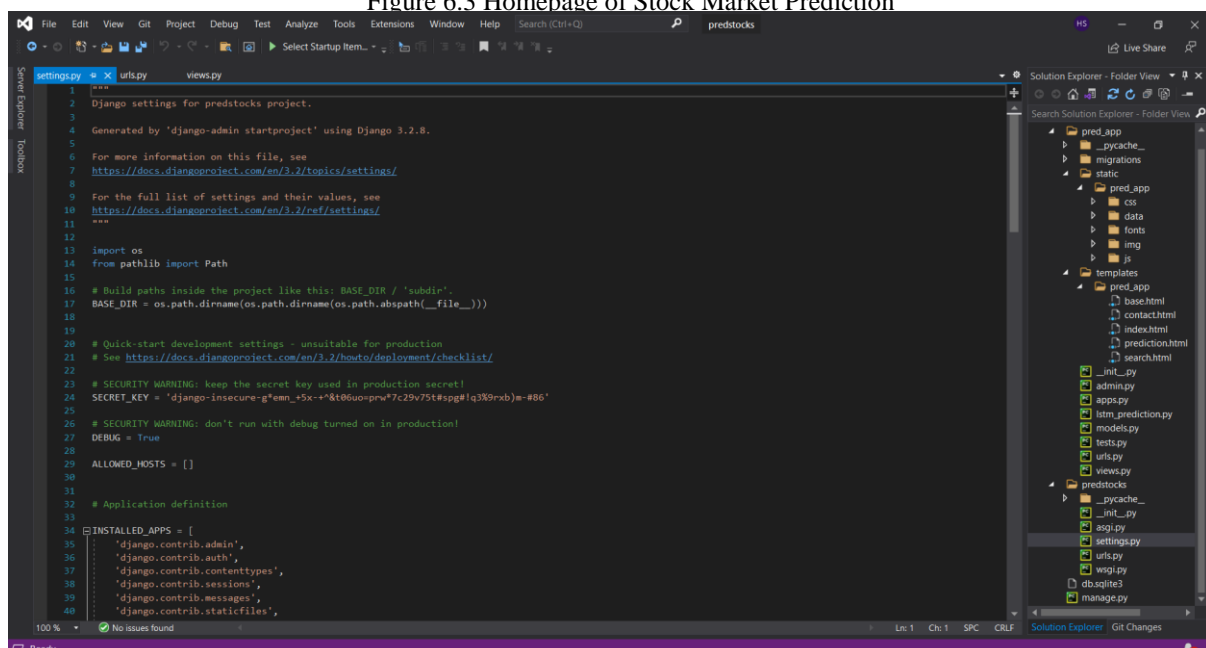 Figure 6.3 Homepage of Stock Market Prediction
File Edit View Git Project Debug Test Analyze Tools Extensions Window Help Search (Ctrl+Q) predstocks HS
Select Startup Item... Live Share
Server Explorer
Toolbox
settings.py urls.py views.py
1 """
2 Django settings for predstocks project.
3
4 Generated by 'django-admin startproject' using Django 3.2.8.
5
6 For more information on this file, see
7 https://docs.djangoproject.com/en/3.2/topics/settings/
8
9 For the full list of settings and their values, see
10 https://docs.djangoproject.com/en/3.2/ref/settings/
11 """
12
13 import os
14 from pathlib import Path
15
16 # Build paths inside the project like this: BASE_DIR / 'subdir'.
17 BASE_DIR = os.path.dirname(os.path.dirname(os.path.abspath(__file__)))
18
19
20 # Quick-start development settings - unsuitable for production
21 # See https://docs.djangoproject.com/en/3.2/howto/deployment/checklist/
22
23 # SECURITY WARNING: keep the secret key used in production secret!
24 SECRET_KEY = 'django-insecure-g*emn_+5x-+^&t06uo=prw*7c29v75t#spg#!q3%9rxb)m-#86'
25
26 # SECURITY WARNING: don't run with debug turned on in production!
27 DEBUG = True
28
29 ALLOWED_HOSTS = []
30
31
32 # Application definition
33
34 INSTALLED_APPS = [
35 'django.contrib.admin',
36 'django.contrib.auth',
37 'django.contrib.contenttypes',
38 'django.contrib.sessions',
39 'django.contrib.messages',
40 'django.contrib.staticfiles',
100 % No issues found Ln: 1 Ch: 1 SPC CRLF
Solution Explorer - Folder View
Search Solution Explorer - Folder View
pred_app
_pycache_
migrations
static
pred_app
css
data
fonts
img
js
templates
pred_app
base.html
contact.html
index.html
prediction.html
search.html
_init_.py
admin.py
apps.py
lstm_prediction.py
models.py
tests.py
urls.py
views.py
predstocks
_pycache_
_init_.py
asgi.py
settings.py
urls.py
wsgi.py
db.sqlite3
manage.py
Solution Explorer Git Changes
Ready